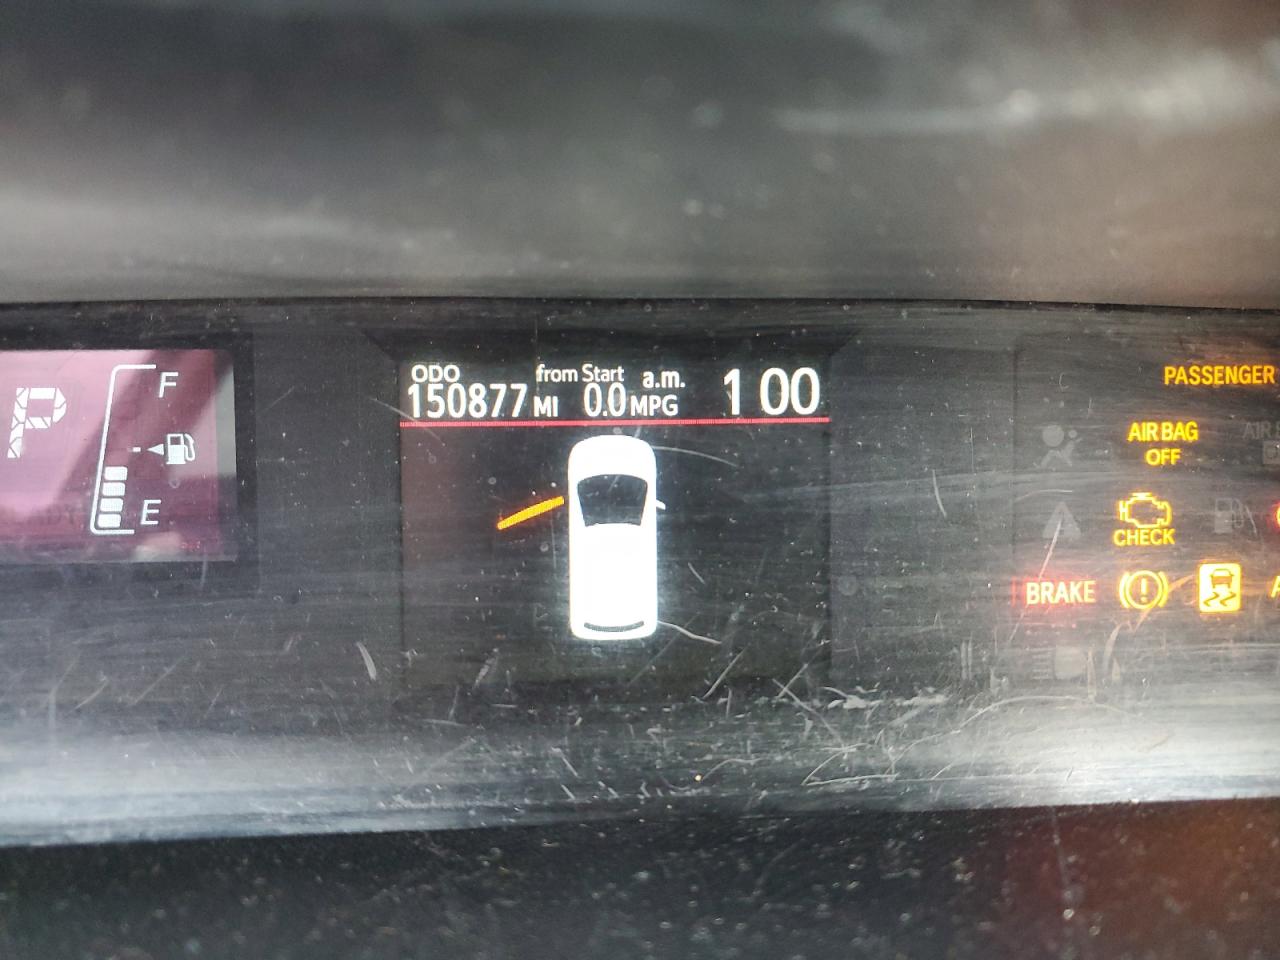 P
F
E
ODO
150877 MI
from Start
0.0 MPG
a.m.
1 00
PASSENGER
AIR BAG
OFF
CHECK
BRAKE